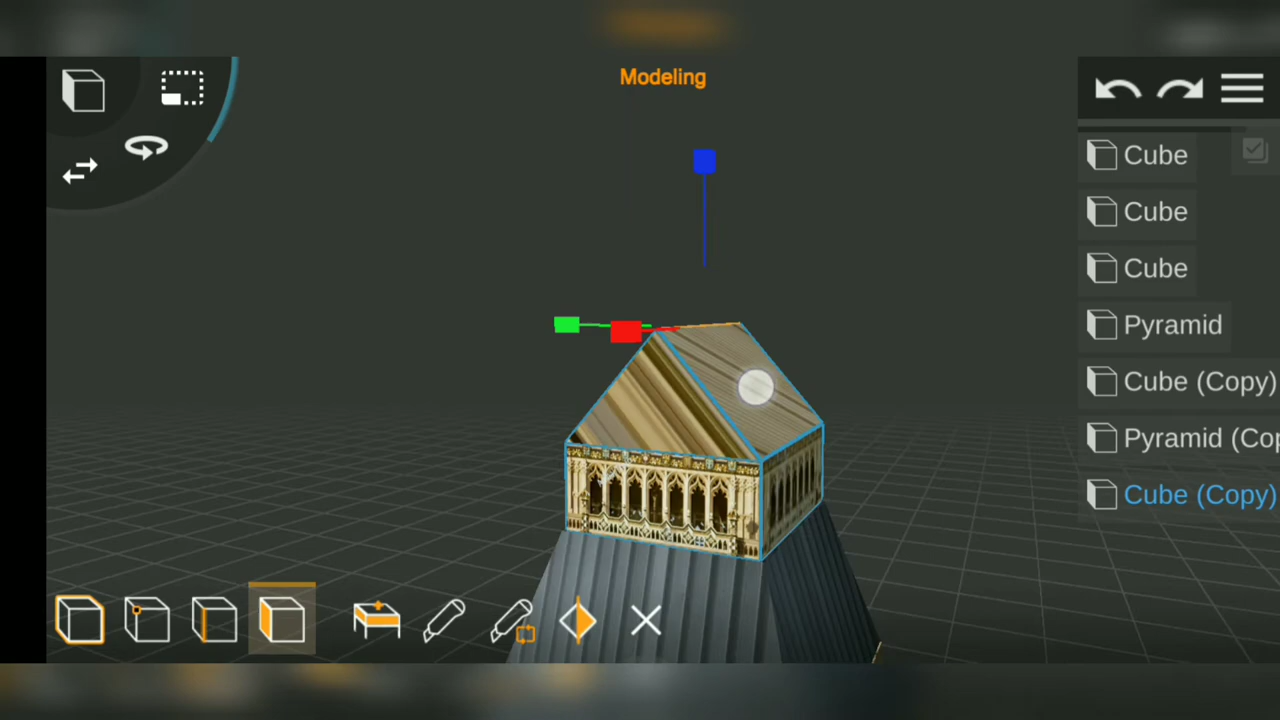 Modeling
Cube
Cube
Cube
Pyramid
Cube (Copy)
Pyramid (Cop
Cube (Copy)